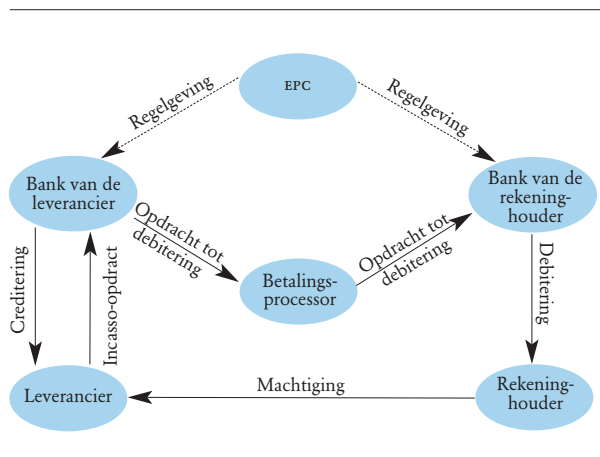 EPC
Regelgeving
Regelgeving
Bank van de
leverancier
Bank van de
rekening-
houder
Opdracht tot
debitering
Opdracht tot
debitering
Betalings-
processor
Creditering
Incasso-opdract
Debitering
Leverancier
Machtiging
Rekening-
houder